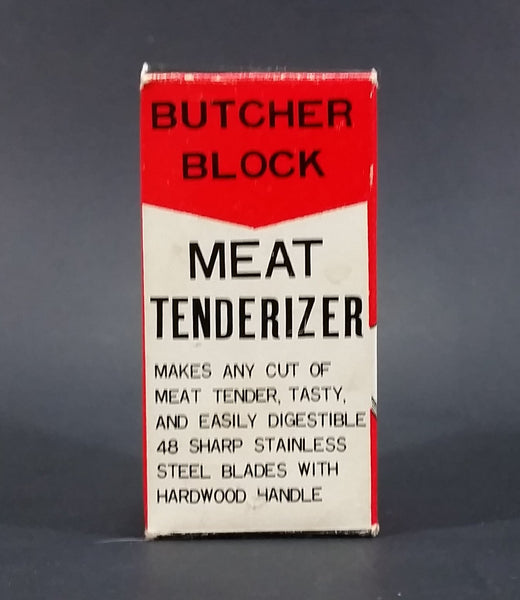 BUTCHER
BLOCK
MEAT
TENDERIZER
MAKES ANY CUT OF
MEAT TENDER, TASTY,
AND EASILY DIGESTIBLE
48 SHARP STAINLESS
STEEL BLADES WITH
HARDWOOD HANDLE